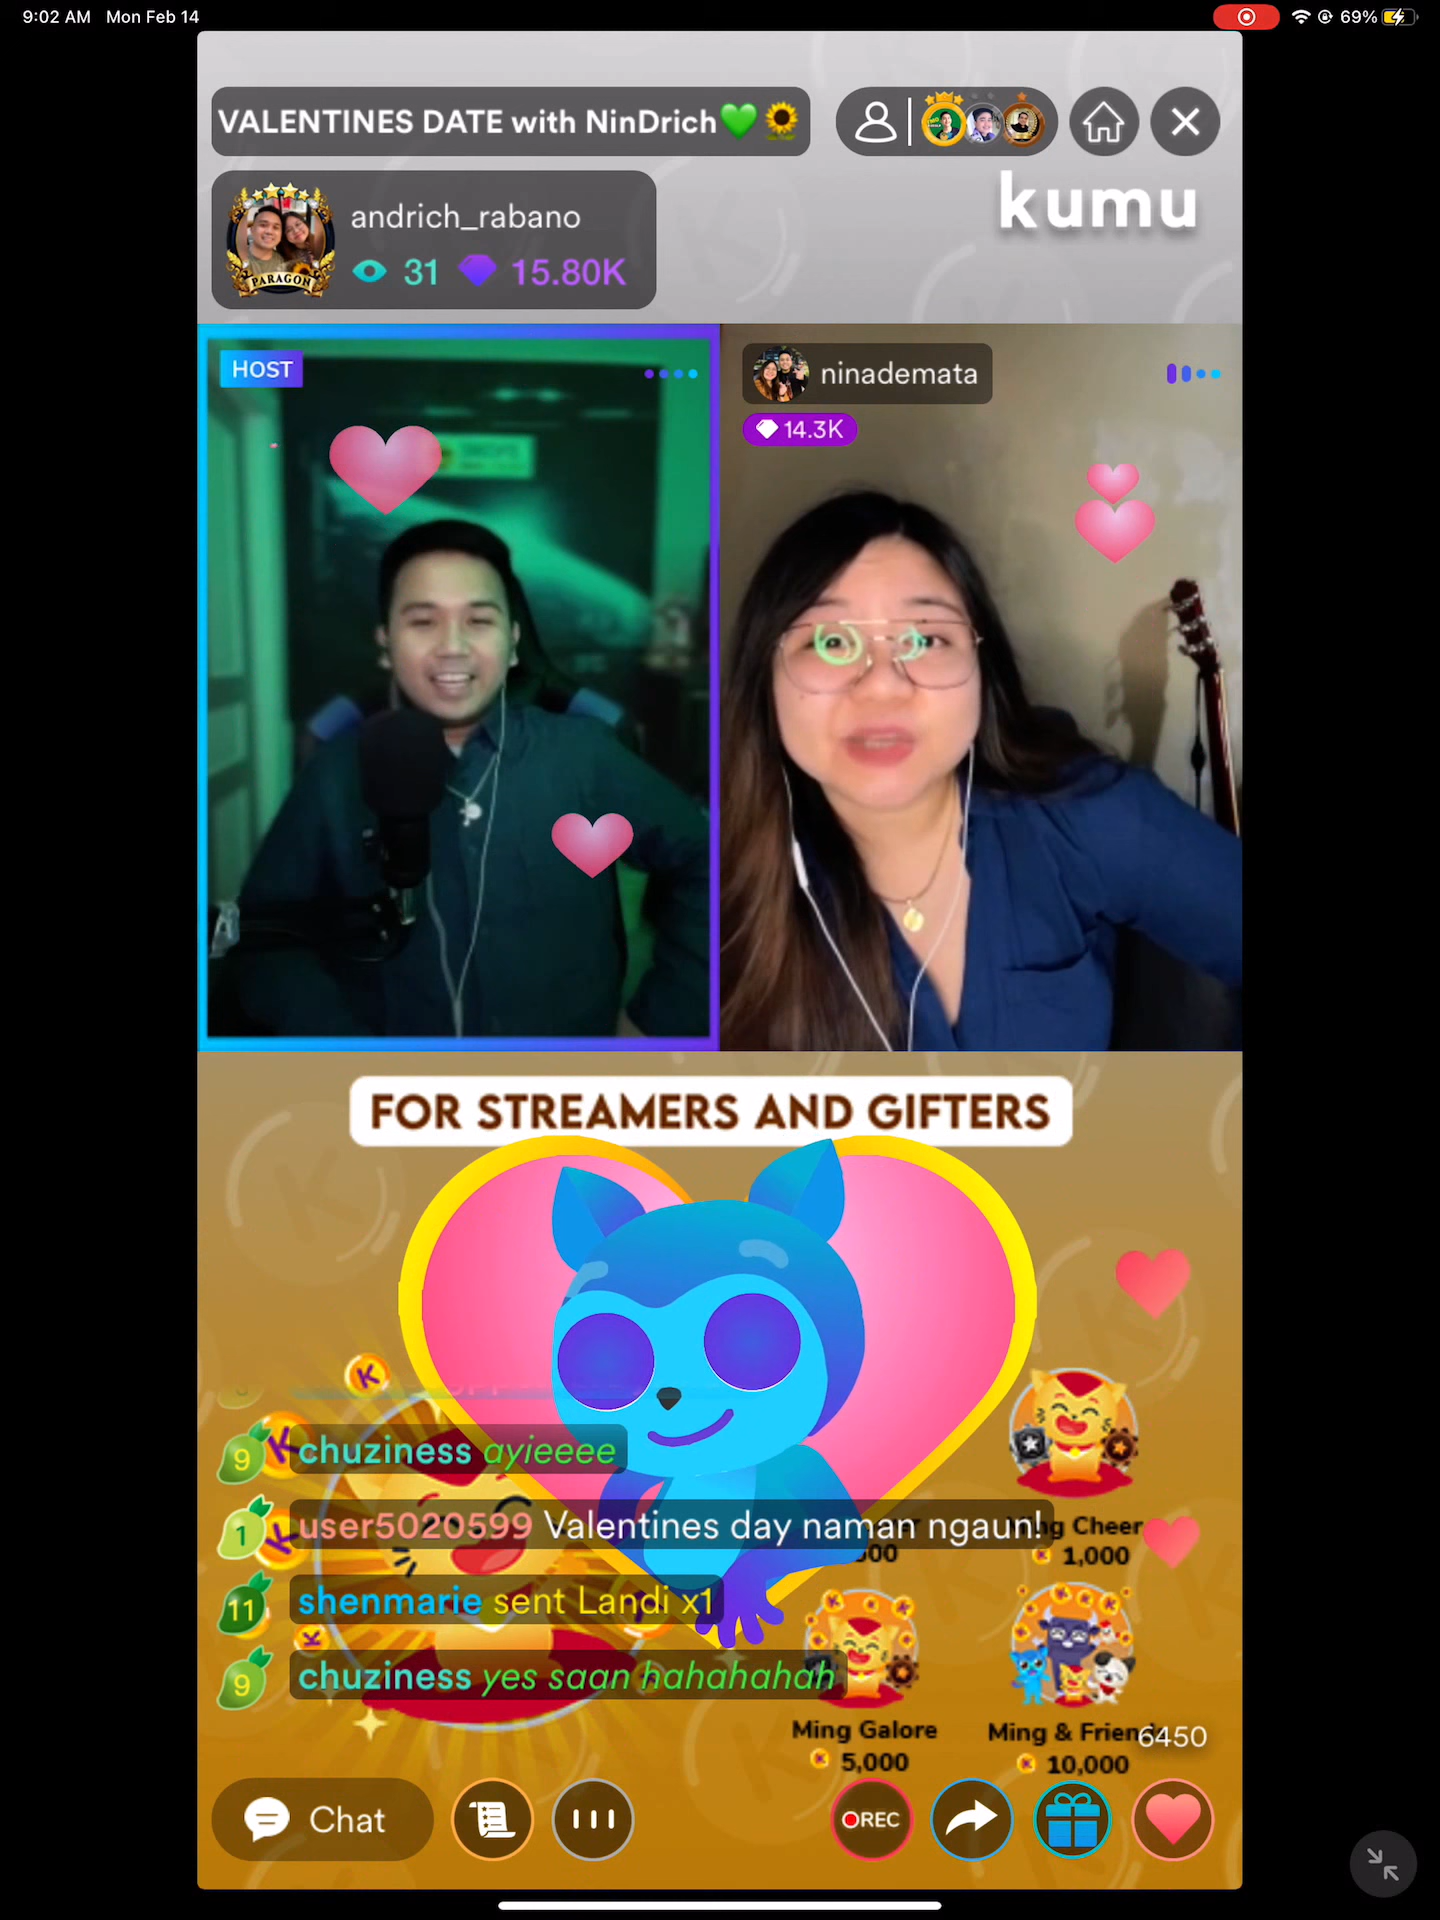 9:02 AM Mon Feb 14
69%
VALENTINES DATE with NinDrich
andrich_rabano
31 15.80K
PARAGON
kumu
HOST
ninademata
14.3K
FOR STREAMERS AND GIFTERS
chuziness ayieeee
user5020599 Valentines day naman ngaun!
Cheer
1,000
shenmarie sent Landi x1
chuziness yes saan hahahahah
9
1
11
9
Ming Galore
5,000
Ming & Friends
10,000
6450
Chat
REC